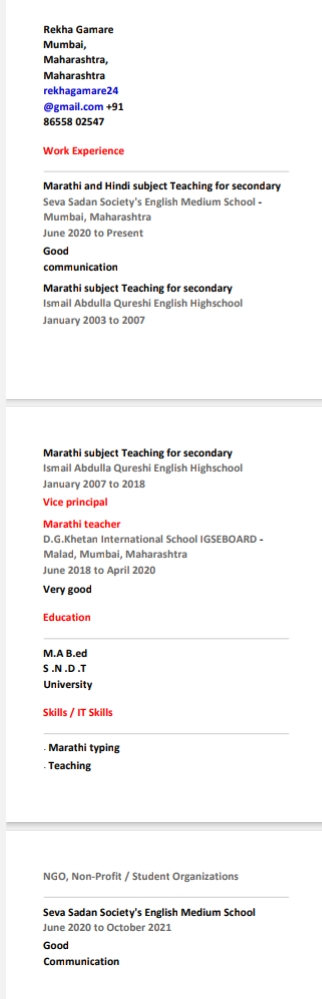 Rekha Gamare
Mumbai,
Maharashtra,
Maharashtra
rekhagamare24
@gmail.com +91
86558 02547
Work Experience
Marathi and Hindi subject Teaching for secondary
Seva Sadan Society's English Medium School -
Mumbai, Maharashtra
June 2020 to Present
Good
communication
Marathi subject Teaching for secondary
Ismail Abdulla Qureshi English Highschool
January 2003 to 2007
Marathi subject Teaching for secondary
Ismail Abdulla Qureshi English Highschool
January 2007 to 2018
Vice principal
Marathi teacher
D.G.Khetan International School IGSEBOARD -
Malad, Mumbai, Maharashtra
June 2018 to April 2020
Very good
Education
M.A B.ed
S .N .D .T
University
Skills / IT Skills
· Marathi typing
· Teaching
NGO, Non-Profit / Student Organizations
Seva Sadan Society's English Medium School
June 2020 to October 2021
Good
Communication